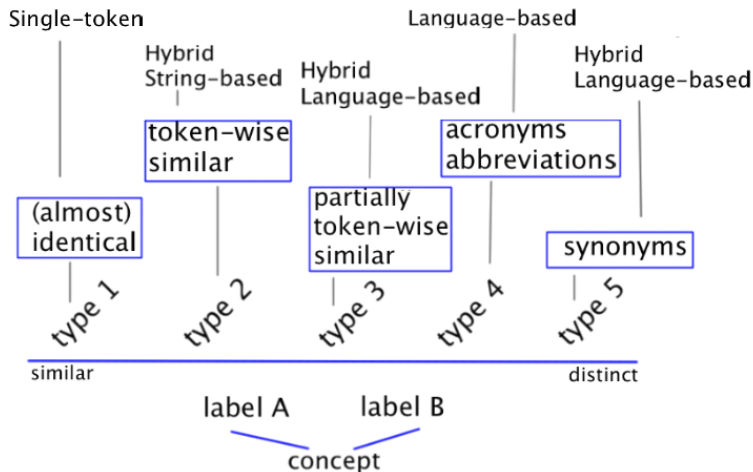 Single-token
Hybrid
String-based
Hybrid
Language-based
Language-based
Hybrid
Language-based
token-wise
similar
acronyms
abbreviations
(almost)
identical
partially
token-wise
similar
synonyms
type 1
type 2
type 3
type 4
type 5
similar
distinct
label A
label B
concept